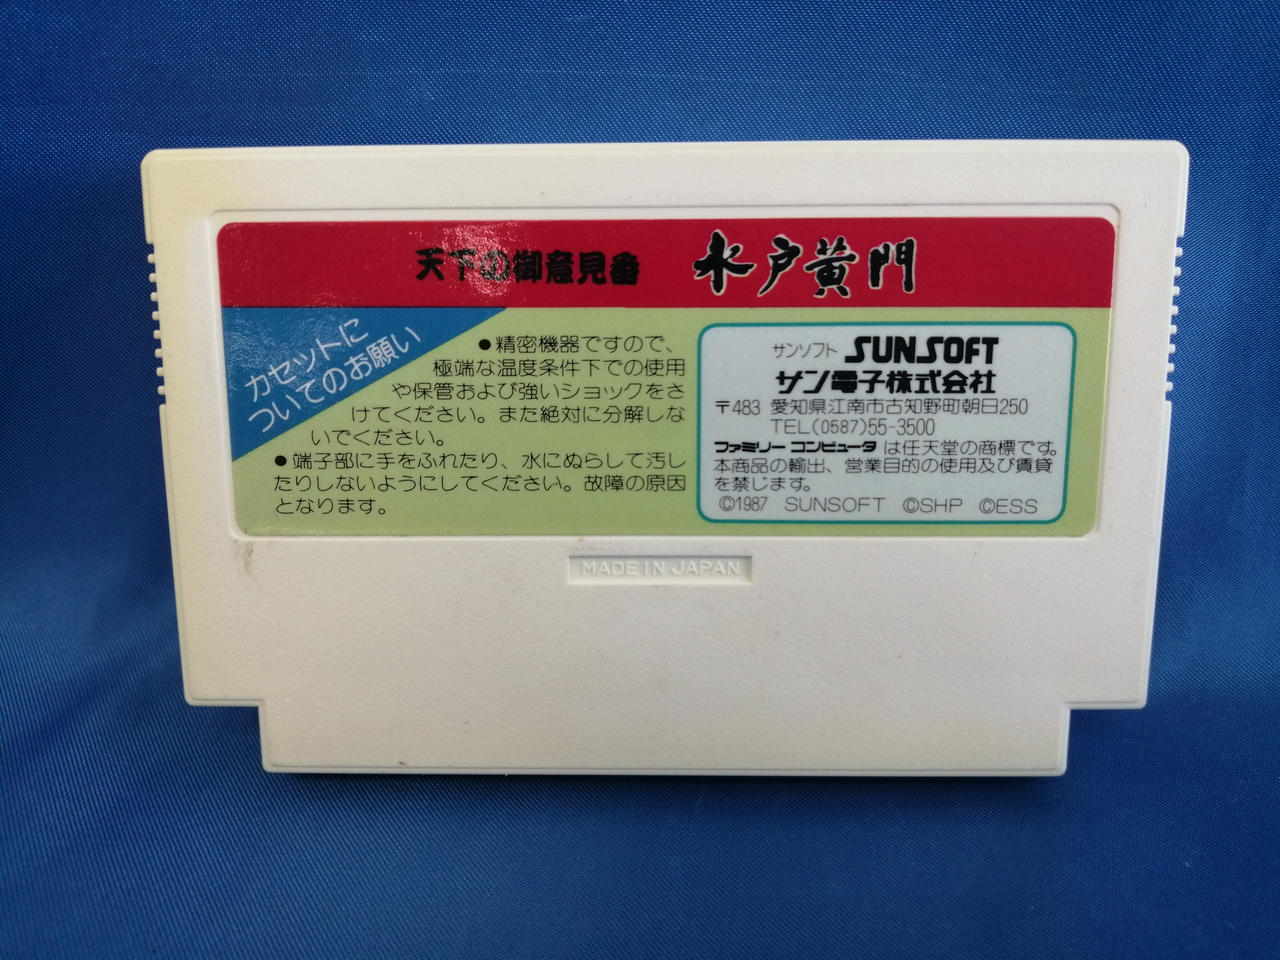 天下の御意見番 水戸黄門
カセットに
ついてのお願い
●精密機器ですので、
極端な温度条件下での使用
や保管および強いショックをさ
けてください。また絶対に分解しな
いでください。
●端子部に手をふれたり、水にぬらして汚し
たりしないようにしてください。故障の原因
となります。
サンソフト SUNSOFT
サン電子株式会社
〒483 愛知県江南市古知野町朝日250
TEL(0587)55-3500
ファミリーコンピュータ は任天堂の商標です。
本商品の輸出、営業目的の使用及び賃貸
を禁じます。
©1987 SUNSOFT ©SHP ©ESS
MADE IN JAPAN